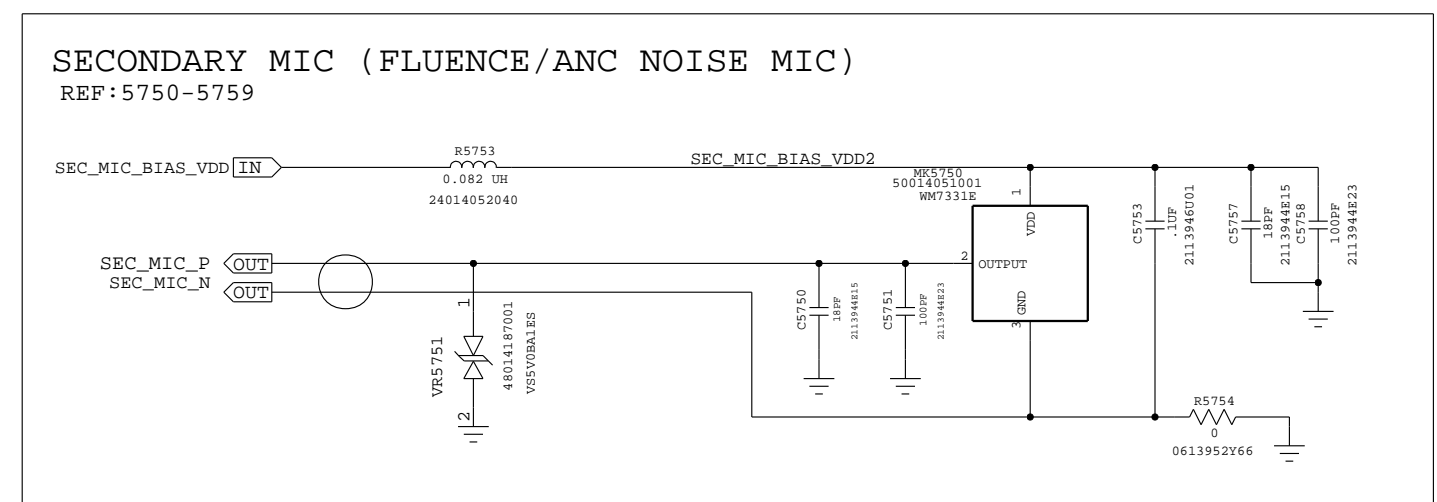 SECONDARY MIC (FLUENCE/ANC NOISE MIC)
REF:5750-5759
SEC_MIC_BIAS_VDD IN
R5753
0.082 UH
24014052040
SEC_MIC_BIAS_VDD2
MK5750
50014051001
WM7331E
1
VDD
2
OUTPUT
GND
3
C5753
.1UF
2113946U01
C5757
18PF
2113944E15
C5758
100PF
2113944E23
SEC_MIC_P OUT
SEC_MIC_N OUT
1
VR5751
48014187001
VS5V0BA1ES
2
C5750
18PF
2113944E15
C5751
100PF
2113944E23
R5754
0
0613952Y66